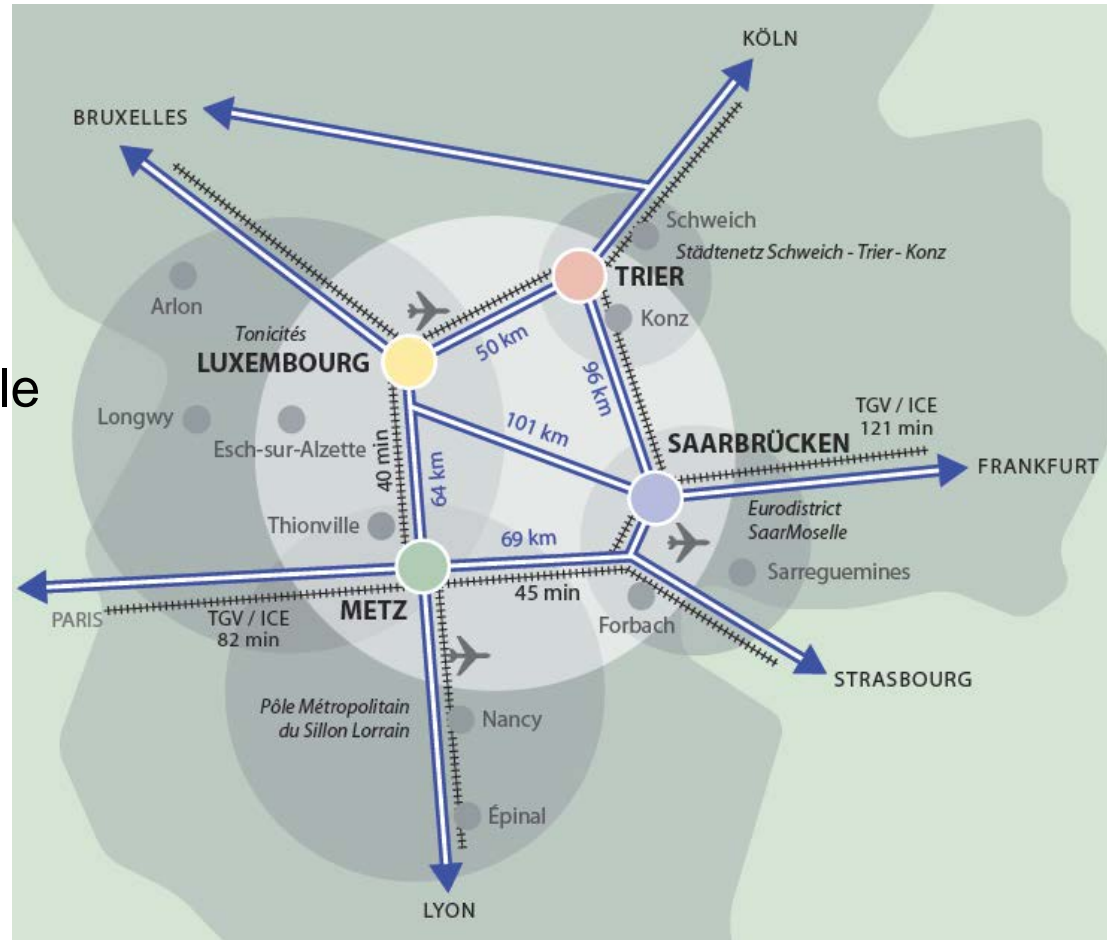 KÖLN
BRUXELLES
Schweich
Städtenetz Schweich - Trier - Konz
TRIER
Arlon
Konz
Tonicités
LUXEMBOURG
50 km
96 km
le
Longwy
101 km
TGV / ICE
121 min
Esch-sur-Alzette
SAARBRÜCKEN
FRANKFURT
40 min
64 km
Eurodistrict
SaarMoselle
Thionville
69 km
Sarreguemines
45 min
METZ
PARIS
TGV / ICE
82 min
Forbach
STRASBOURG
Pôle Métropolitain
du Sillon Lorrain
Nancy
Épinal
LYON